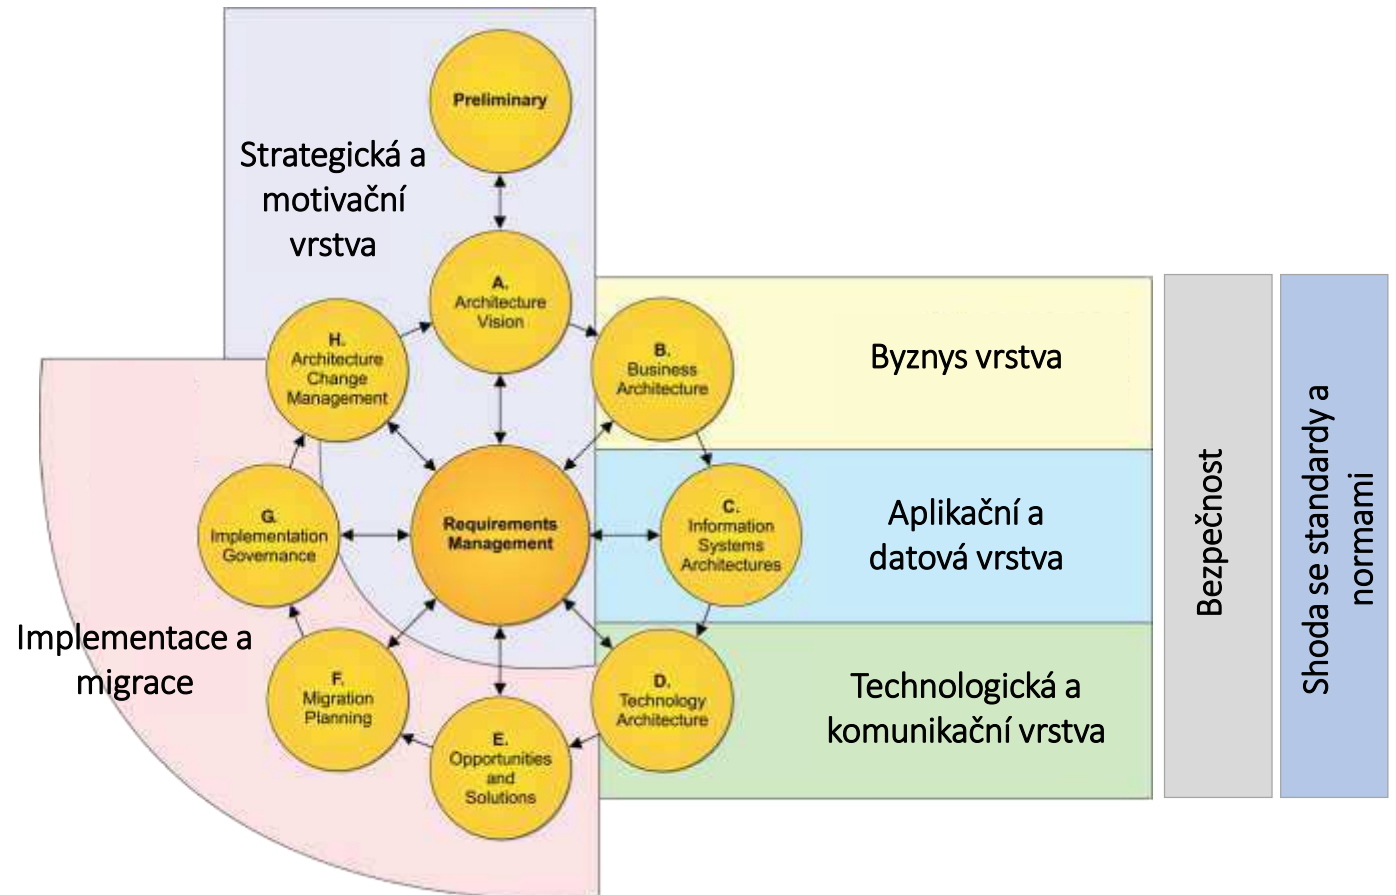 Preliminary
Strategická a
motivační
vrstva
A.
Architecture
Vision
H.
Architecture
Change
Management
B.
Business
Architecture
Byznys vrstva
G.
Implementation
Governance
Requirements
Management
C.
Information
Systems
Architectures
Aplikační a
datová vrstva
Implementace a
migrace
F.
Migration
Planning
E.
Opportunities
and
Solutions
D.
Technology
Architecture
Technologická a
komunikační vrstva
Bezpečnost
Shoda se standardy a
normami